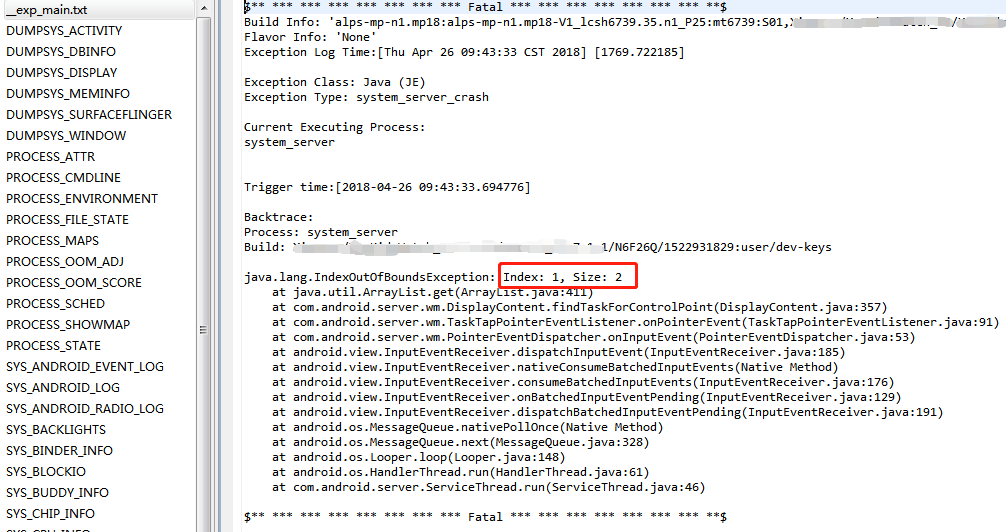 __exp_main.txt
DUMPSYS_ACTIVITY
DUMPSYS_DBINFO
DUMPSYS_DISPLAY
DUMPSYS_MEMINFO
DUMPSYS_SURFACEFLINGER
DUMPSYS_WINDOW
PROCESS_ATTR
PROCESS_CMDLINE
PROCESS_ENVIRONMENT
PROCESS_FILE_STATE
PROCESS_MAPS
PROCESS_OOM_ADJ
PROCESS_OOM_SCORE
PROCESS_SCHED
PROCESS_SHOWMAP
PROCESS_STATE
SYS_ANDROID_EVENT_LOG
SYS_ANDROID_LOG
SYS_ANDROID_RADIO_LOG
SYS_BACKLIGHTS
SYS_BINDER_INFO
SYS_BLOCKIO
SYS_BUDDY_INFO
SYS_CHIP_INFO
SYS_CPU_INFO
$** *** *** *** *** *** *** *** Fatal *** *** *** *** *** *** *** **$
Build Info: 'alps-mp-n1.mp18:alps-mp-n1.mp18-V1_lcsh6739.35.n1_P25:mt6739:S01,
Flavor Info: 'None'
Exception Log Time:[Thu Apr 26 09:43:33 CST 2018] [1769.722185]
Exception Class: Java (JE)
Exception Type: system_server_crash
Current Executing Process:
system_server
Trigger time:[2018-04-26 09:43:33.694776]
Backtrace:
Process: system_server
Build: /N6F26Q/1522931829:user/dev-keys
java.lang.IndexOutOfBoundsException: Index: 1, Size: 2
at java.util.ArrayList.get(ArrayList.java:411)
at com.android.server.wm.DisplayContent.findTaskForControlPoint(DisplayContent.java:357)
at com.android.server.wm.TaskTapPointerEventListener.onPointerEvent(TaskTapPointerEventListener.java:91)
at com.android.server.wm.PointerEventDispatcher.onInputEvent(PointerEventDispatcher.java:53)
at android.view.InputEventReceiver.dispatchInputEvent(InputEventReceiver.java:185)
at android.view.InputEventReceiver.nativeConsumeBatchedInputEvents(Native Method)
at android.view.InputEventReceiver.consumeBatchedInputEvents(InputEventReceiver.java:176)
at android.view.InputEventReceiver.onBatchedInputEventPending(InputEventReceiver.java:129)
at android.view.InputEventReceiver.dispatchBatchedInputEventPending(InputEventReceiver.java:191)
at android.os.MessageQueue.nativePollOnce(Native Method)
at android.os.MessageQueue.next(MessageQueue.java:328)
at android.os.Looper.loop(Looper.java:148)
at android.os.HandlerThread.run(HandlerThread.java:61)
at com.android.server.ServiceThread.run(ServiceThread.java:46)
$** *** *** *** *** *** *** *** Fatal *** *** *** *** *** *** *** **$